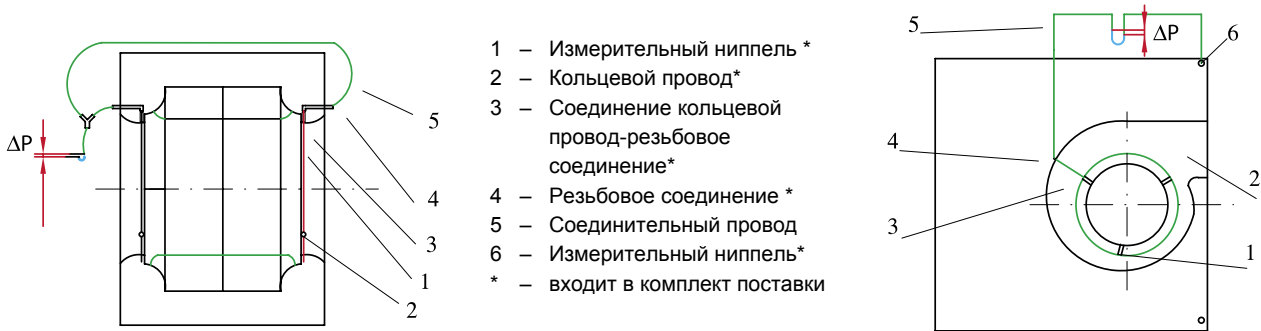 ΔP
5
4
3
1
2
1 – Измерительный ниппель *
2 – Кольцевой провод*
3 – Соединение кольцевой
провод-резьбовое
соединение*
4 – Резьбовое соединение *
5 – Соединительный провод
6 – Измерительный ниппель*
* – входит в комплект поставки
5
ΔP
6
4
2
3
1